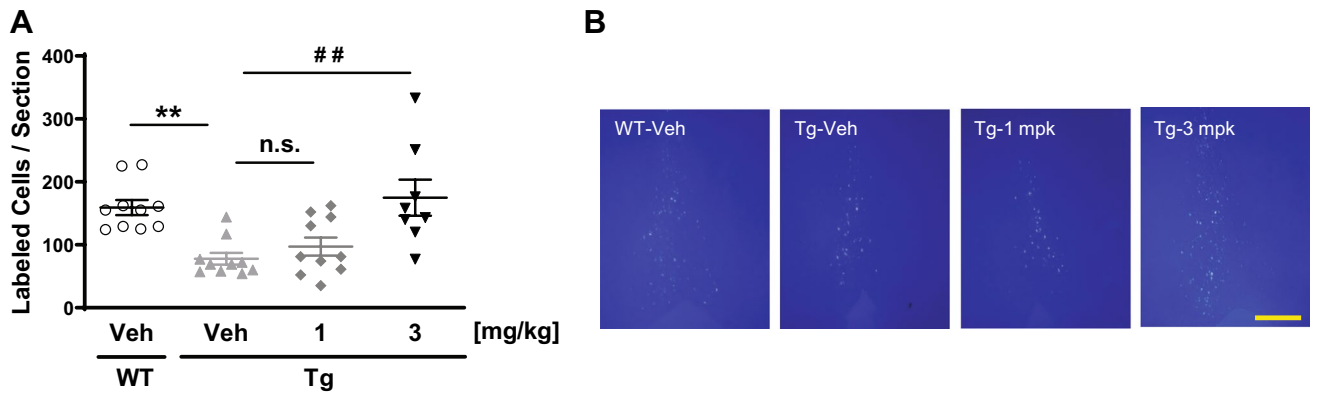 A
B
Labeled Cells / Section
400
300
200
100
0
**
n.s.
##
Veh
Veh
1
3
[mg/kg]
WT
Tg
WT-Veh
Tg-Veh
Tg-1 mpk
Tg-3 mpk